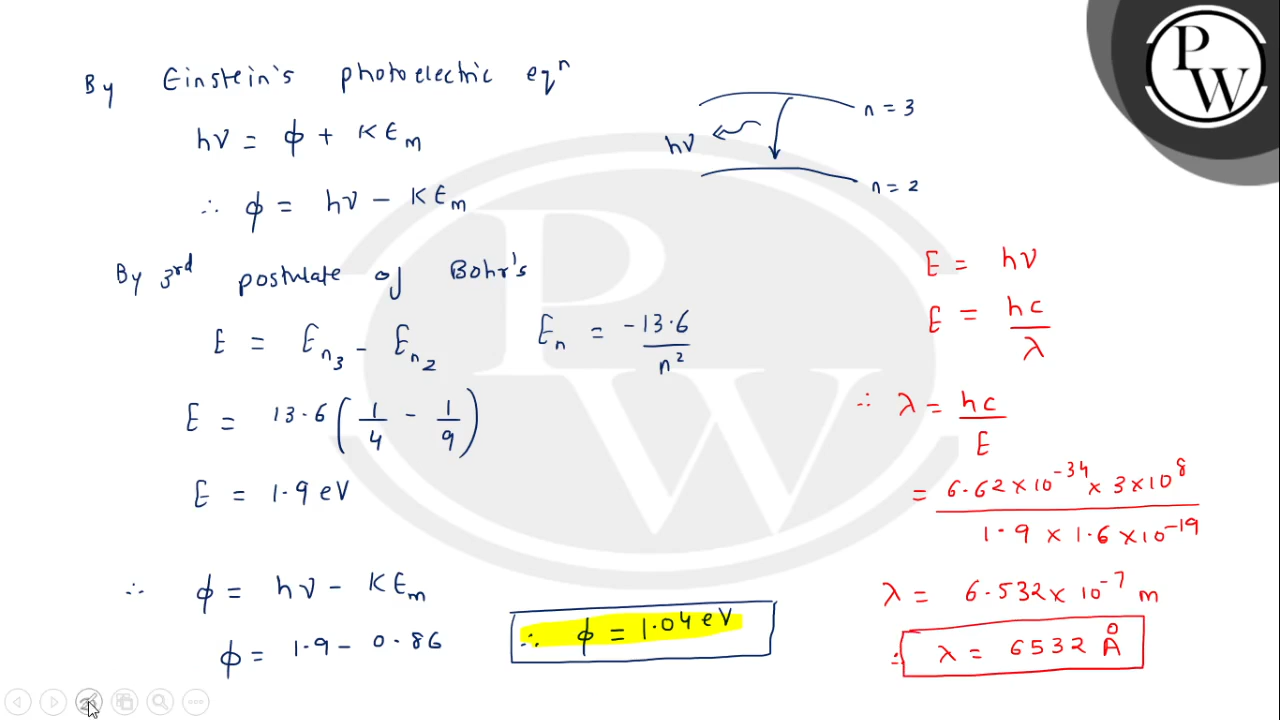 By Einstein's photoelectric eqⁿ
hν = ϕ + KEₘ
∴ ϕ = hν − KEₘ
By 3ʳᵈ postulate of Bohr's
E = Eₙ₃ − Eₙ₂
Eₙ = −13.6 / n²
E = 13.6 (1/4 − 1/9)
E = 1.9 eV
∴ ϕ = hν − KEₘ
ϕ = 1.9 − 0.86
∴ ϕ = 1.04 eV
n = 3
hν
n = 2
E = hν
E = hc / λ
∴ λ = hc / E
= 6.62 × 10⁻³⁴ × 3 × 10⁸ / 1.9 × 1.6 × 10⁻¹⁹
λ = 6.532 × 10⁻⁷ m
∴ λ = 6532 Å
P
W
P
W